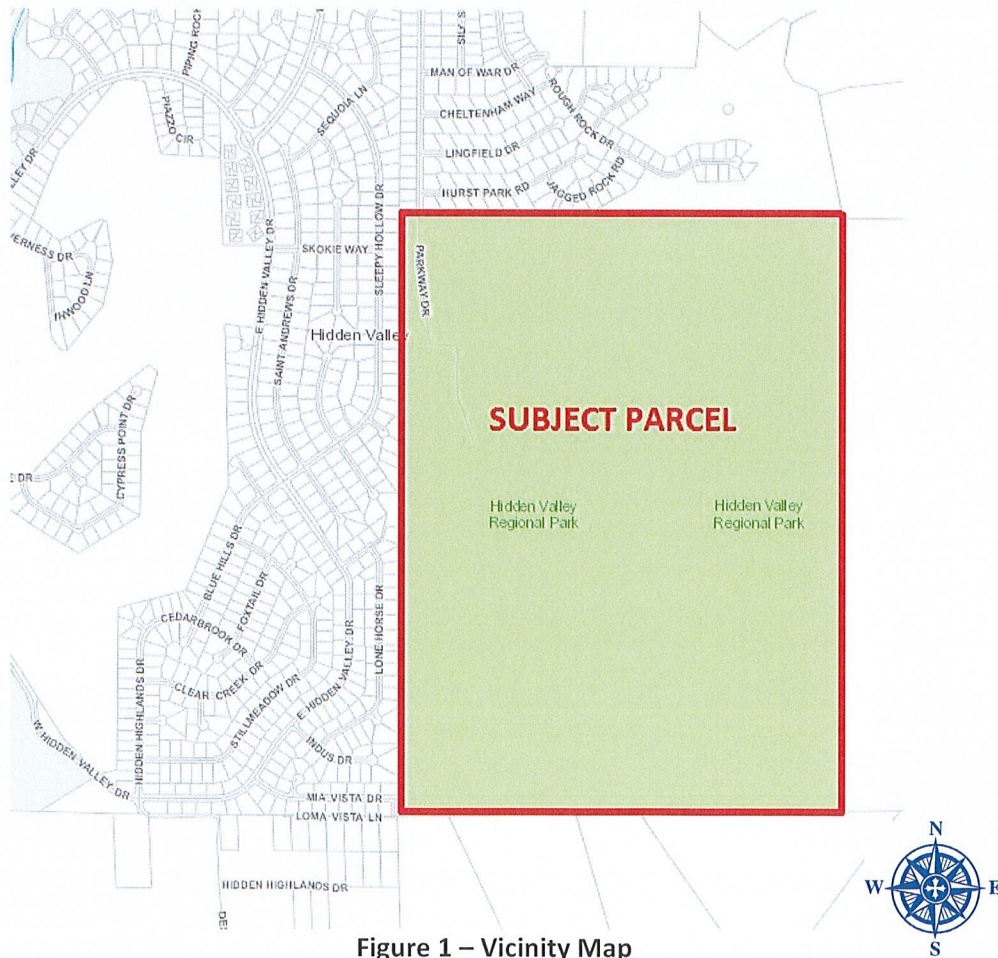 PIPING ROCK
MAN OF WAR DR
CHELTENHAM WAY
ROUGH ROCK DR
PIAZZO
CIR
SEQUOIA LN
LINGFIELD DR
HURST PARK RD
JAGGED ROCK RD
SKOKIE WAY
SLEEPY HOLLOW DR
PARKWAY DR
E HIDDEN VALLEY DR
SAINT ANDREWS DR
Hidden Valley
CYPRESS POINT DR
SUBJECT PARCEL
Hidden Valley
Regional Park
Hidden Valley
Regional Park
BLUE HILLS DR
FOXTAIL DR
CEDARBROOK DR
LONE HORSE DR
CLEAR CREEK DR
E HIDDEN VALLEY DR
STILLMEADOW DR
HIDDEN HIGHLANDS DR
INDUS DR
W HIDDEN VALLEY DR
MIA VISTA DR
LOMA VISTA LN
HIDDEN HIGHLANDS DR
N
W
E
S
Figure 1 – Vicinity Map